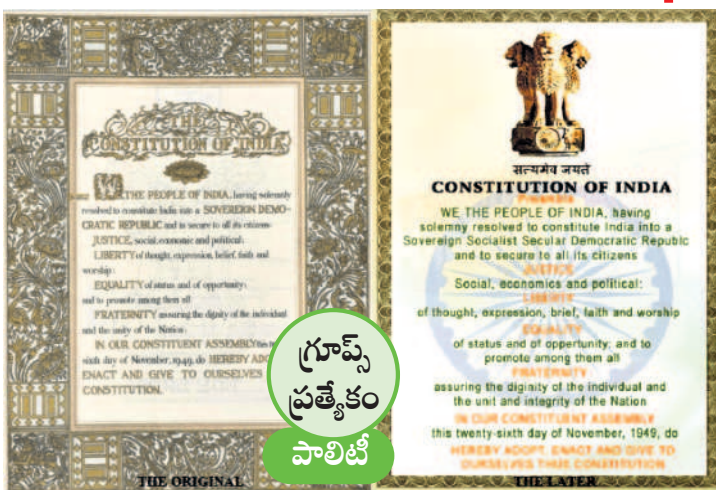 THE
CONSTITUTION OF INDIA
WE THE PEOPLE OF INDIA, having solemnly
resolved to constitute India into a SOVEREIGN DEMO-
CRATIC REPUBLIC and to secure to all its citizens:
JUSTICE, social, economic and political;
LIBERTY of thought, expression, belief, faith and
worship;
EQUALITY of status and of opportunity;
and to promote among them all
FRATERNITY assuring the dignity of the individual
and the unity of the Nation;
IN OUR CONSTITUENT ASSEMBLY this
sixth day of November, 1949, do HEREBY ADO
ENACT AND GIVE TO OURSELVES
CONSTITUTION.
THE ORIGINAL
గ్రూప్స్
ప్రత్యేకం
పాలిటీ
सत्यमेव जयते
CONSTITUTION OF INDIA
Preamble
WE THE PEOPLE OF INDIA, having
solemny resolved to constitute India into a
Sovereign Socialist Secular Democratic Republc
and to secure to all its citizens
JUSTICE
Social, economics and political:
LIBERTY
of thought, expression, brief, faith and worship
EQUALITY
of status and of opportunity; and to
promote among them all
FRATERNITY
assuring the diginity of the individual and
the unit and integrity of the Nation
IN OUR CONSTITUENT ASSEMBLY
this twenty-sixth day of November, 1949, do
HEREBY ADOPT, ENACT AND GIVE TO
OURSELVES THUE CONSTITUTION
THE LATER